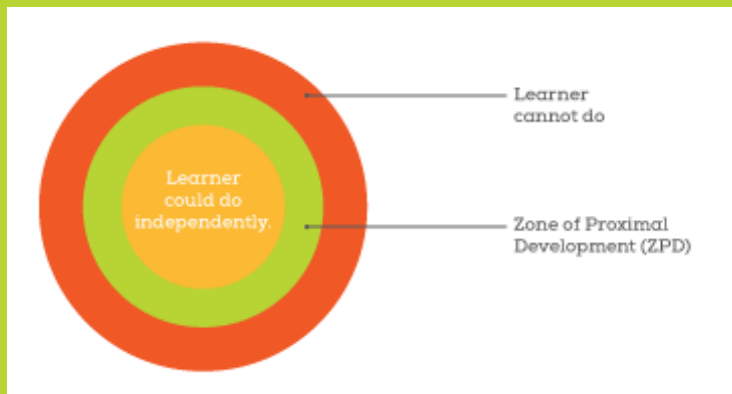 Learner
could do
independently.
Learner
cannot do
Zone of Proximal
Development (ZPD)